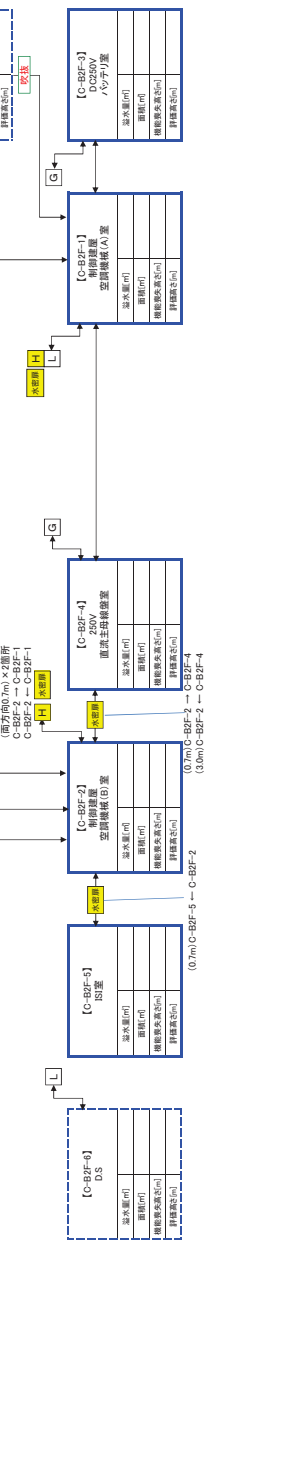 評価高さ[m]
吹抜
【C-B2F-3】
DC250V
バッテリ室
溢水量[㎥]
面積[㎡]
機能喪失高さ[m]
評価高さ[m]
G
【C-B2F-1】
制御建屋
空調機械(A)室
溢水量[㎥]
面積[㎡]
機能喪失高さ[m]
評価高さ[m]
水密扉
H
L
G
【C-B2F-4】
250V
直流主母線盤室
溢水量[㎥]
面積[㎡]
機能喪失高さ[m]
評価高さ[m]
(両方向0.7m)×2箇所
C-B2F-2 → C-B2F-1
C-B2F-2 ← C-B2F-1
H
水密扉
水密扉
(0.7m)C-B2F-2 → C-B2F-4
(3.0m)C-B2F-2 ← C-B2F-4
【C-B2F-2】
制御建屋
空調機械(B)室
溢水量[㎥]
面積[㎡]
機能喪失高さ[m]
評価高さ[m]
水密扉
(0.7m)C-B2F-5 ← C-B2F-2
【C-B2F-5】
ISI室
溢水量[㎥]
面積[㎡]
機能喪失高さ[m]
評価高さ[m]
L
【C-B2F-6】
D.S
溢水量[㎥]
面積[㎡]
機能喪失高さ[m]
評価高さ[m]